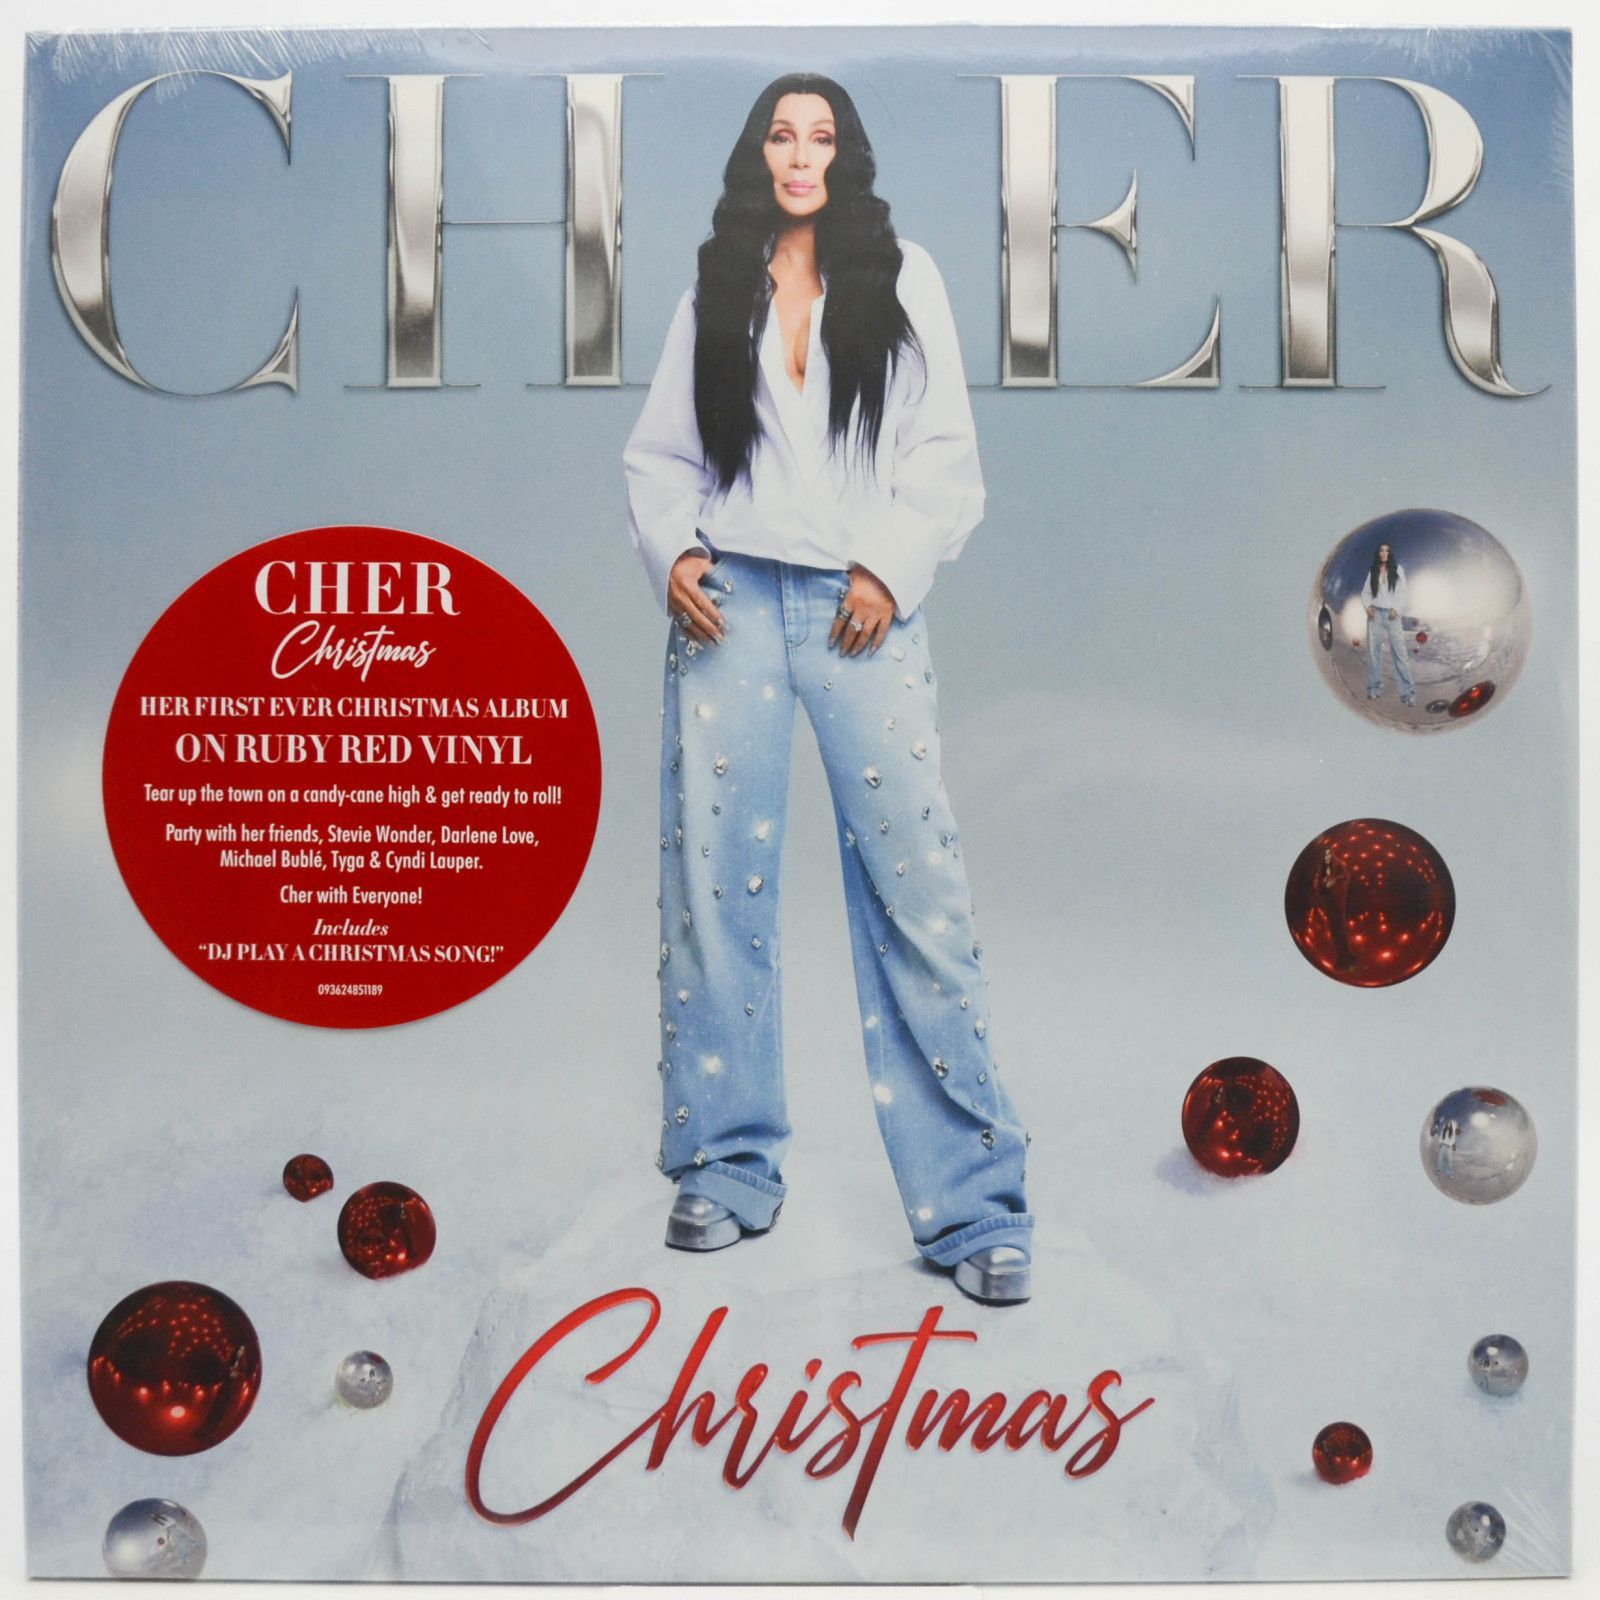 CHER
CHER
Christmas
HER FIRST EVER CHRISTMAS ALBUM
ON RUBY RED VINYL
Tear up the town on a candy-cane high & get ready to roll!
Party with her friends, Stevie Wonder, Darlene Love,
Michael Bublé, Tyga & Cyndi Lauper.
Cher with Everyone!
Includes
“DJ PLAY A CHRISTMAS SONG!”
093624851189
Christmas